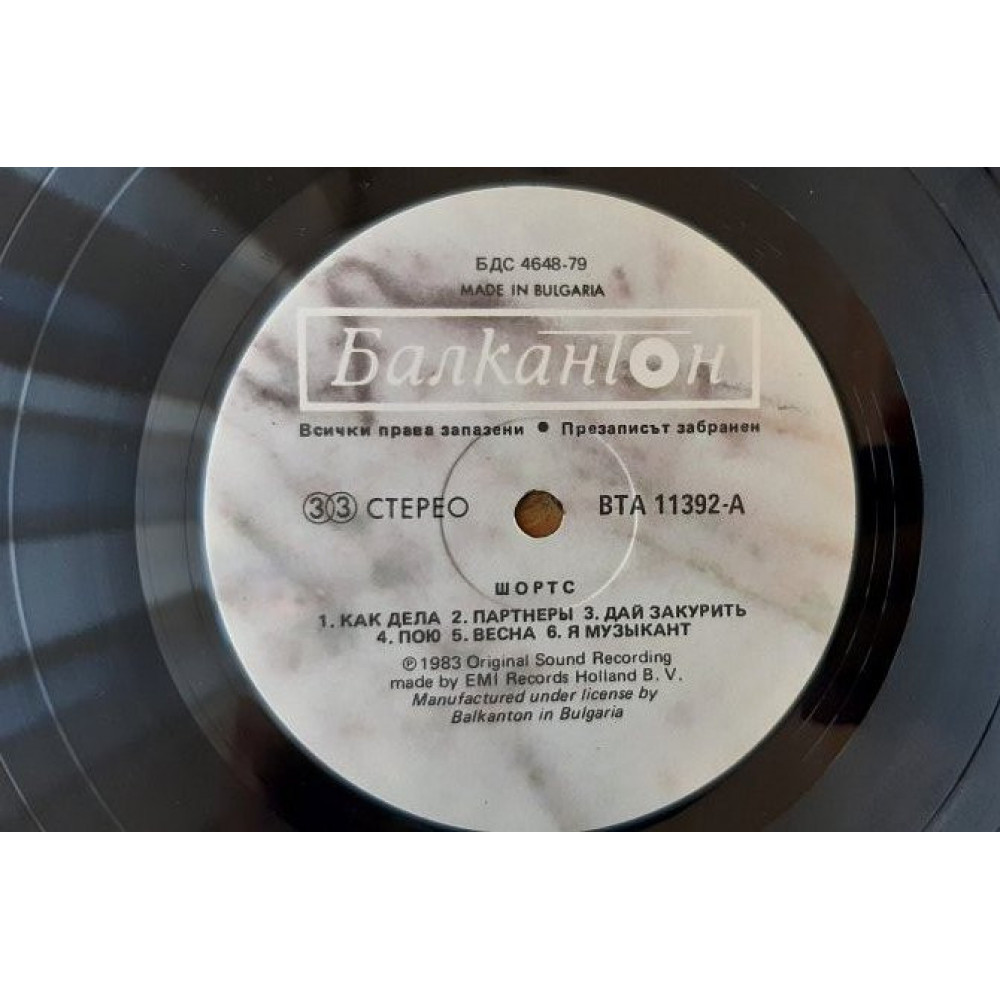 БДС 4648-79
MADE IN BULGARIA
Балкантон
Всички права запазени • Презаписът забранен
33 СТЕРЕО ВТА 11392-А
ШОРТС
1. КАК ДЕЛА 2. ПАРТНЕРЫ 3. ДАЙ ЗАКУРИТЬ
4. ПОЮ 5. ВЕСНА 6. Я МУЗЫКАНТ
℗ 1983 Original Sound Recording
made by EMI Records Holland B. V.
Manufactured under license by
Balkanton in Bulgaria